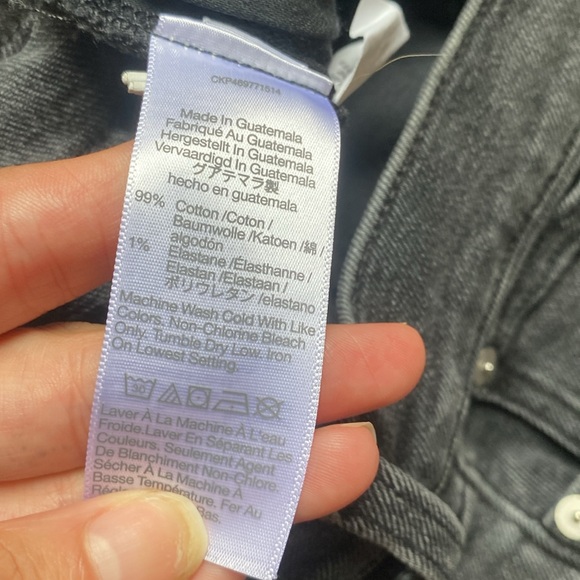 CKP469771514
Made In Guatemala
Fabriqué Au Guatemala
Hergestellt In Guatemala
Vervaardigd In Guatemala
グアテマラ製
hecho en guatemala
99% Cotton /Coton /
Baumwolle /Katoen /綿 /
algodón
1% Elastane /Élasthanne /
Elastan /Elastaan /
ポリウレタン /elastano
Machine Wash Cold With Like
Colors. Non-Chlorine Bleach
Only. Tumble Dry Low. Iron
On Lowest Setting.
Laver À La Machine À L'eau
Froide.Laver En Séparant Les
Couleurs. Seulement Agent
De Blanchiment Non-Chlore.
Sécher À La Machine À
Basse Température. Fer Au
Bas.